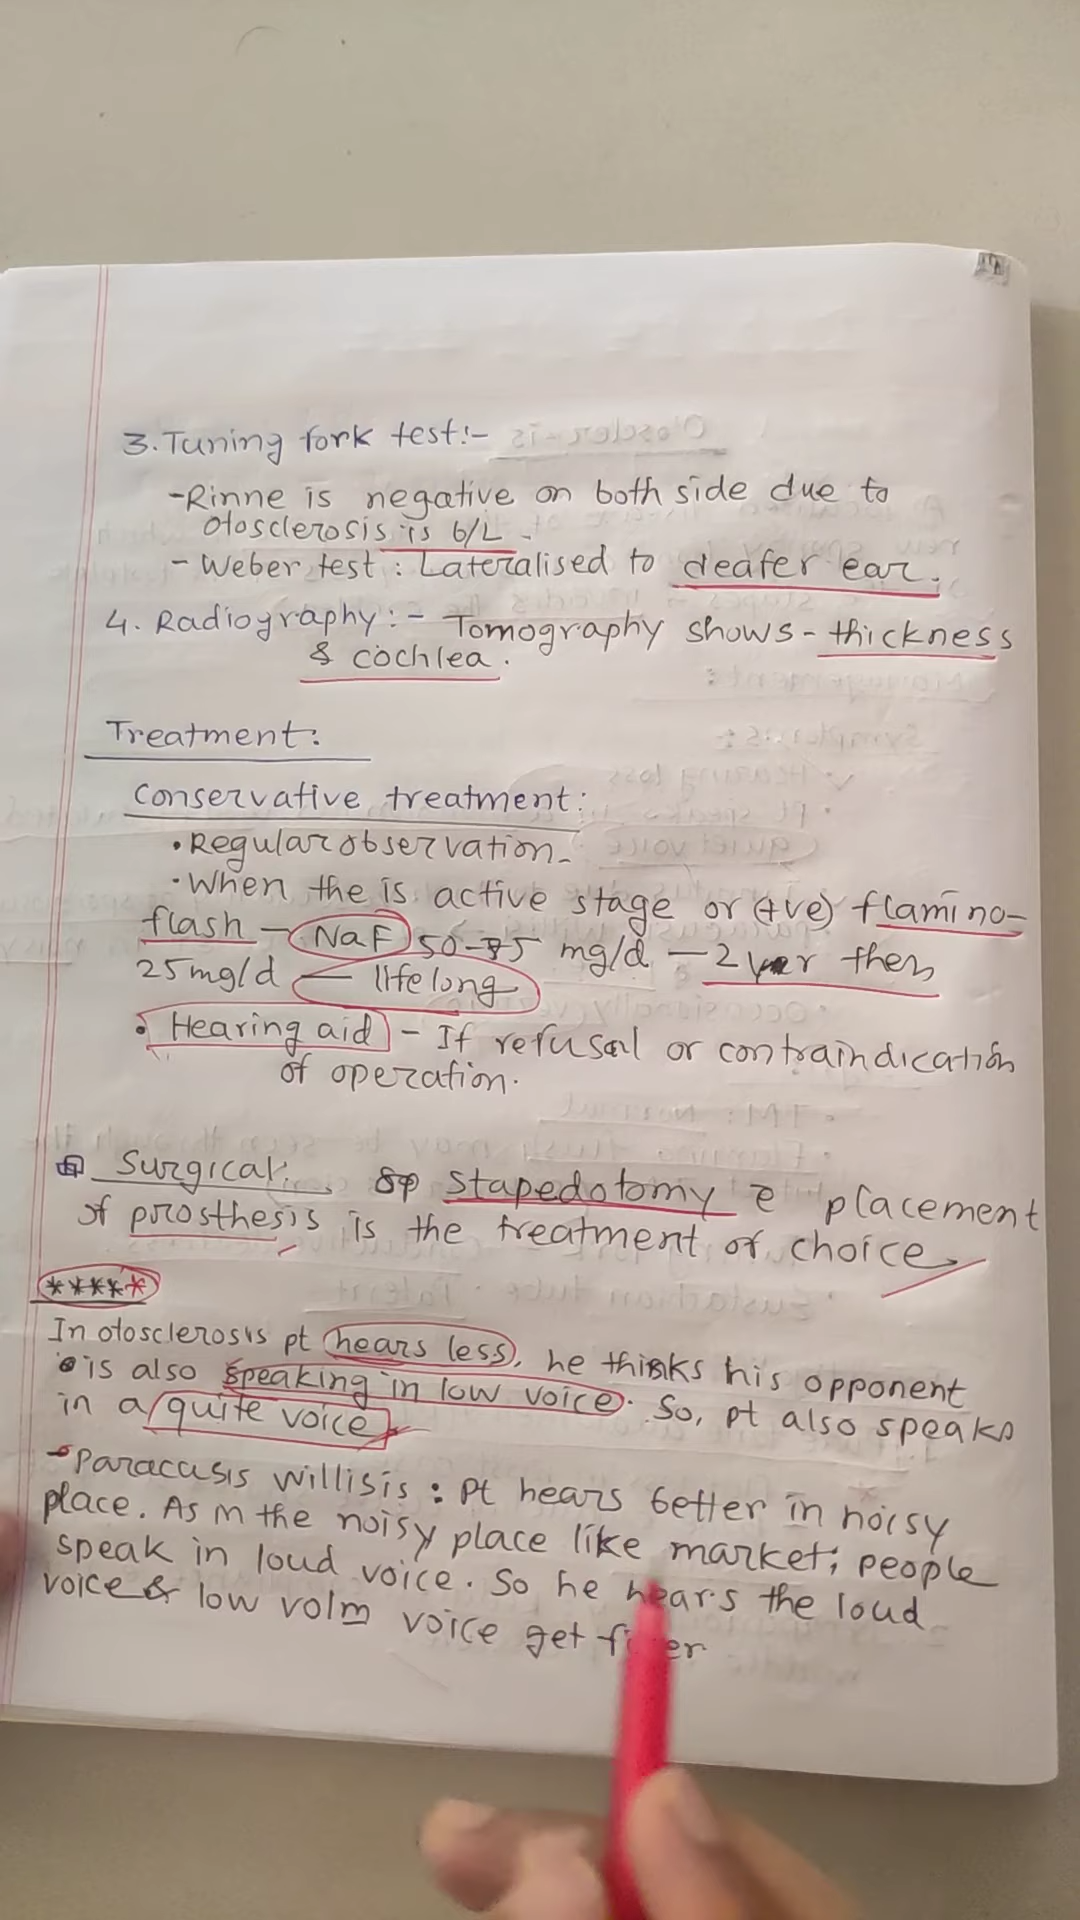 3. Tuning fork test:-
-Rinne is negative on both side due to
otosclerosis is b/L.
- Weber test : Lateralised to deafer ear.
4. Radiography:- Tomography shows - thickness
& cochlea.
Treatment:
Conservative treatment:
• Regular observation.
• When the is active stage or (+ve) flamino-
flash - NaF 50-75 mg/d - 2 yer then
25mg/d - lifelong
• Hearing aid - If refusal or contraindication
of operation.
Surgical: Stapedotomy c̄ placement
of prosthesis is the treatment of choice
*****
In otosclerosis pt hears less, he thinks his opponent
is also speaking in low voice. So, pt also speaks
in a quite voice.
- Paracusis willisis : Pt hears better in noisy
place. As in the noisy place like market; people
speak in loud voice. So he hears the loud
voice & low volm voice get